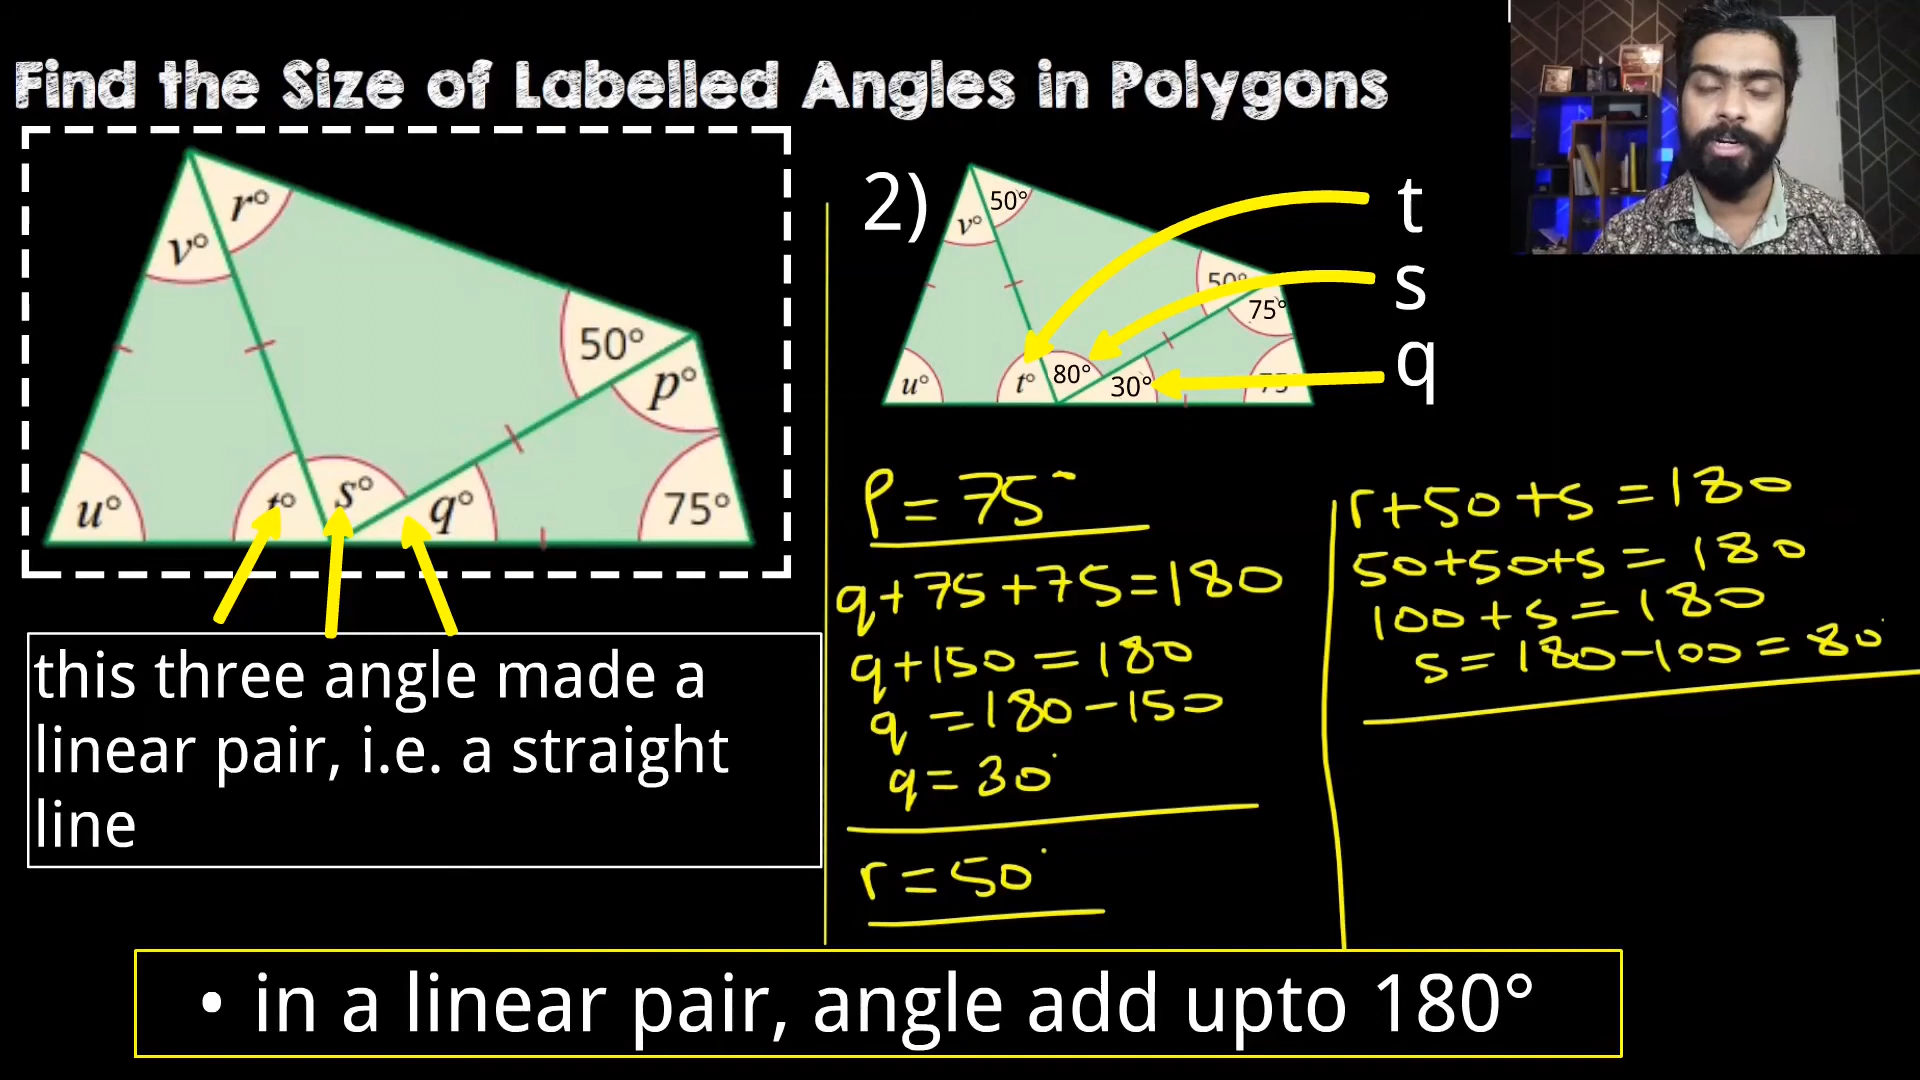 Find the Size of Labelled Angles in Polygons
r°
v°
50°
p°
u°
t°
s°
q°
75°
this three angle made a
linear pair, i.e. a straight
line
2)
50°
v°
50°
75°
u°
t°
80°
30°
75°
t
s
q
P = 75°
q + 75 + 75 = 180
q + 150 = 180
q = 180 - 150
q = 30°
r = 50°
r + 50 + s = 180
50 + 50 + s = 180
100 + s = 180
s = 180 - 100 = 80°
• in a linear pair, angle add upto 180°